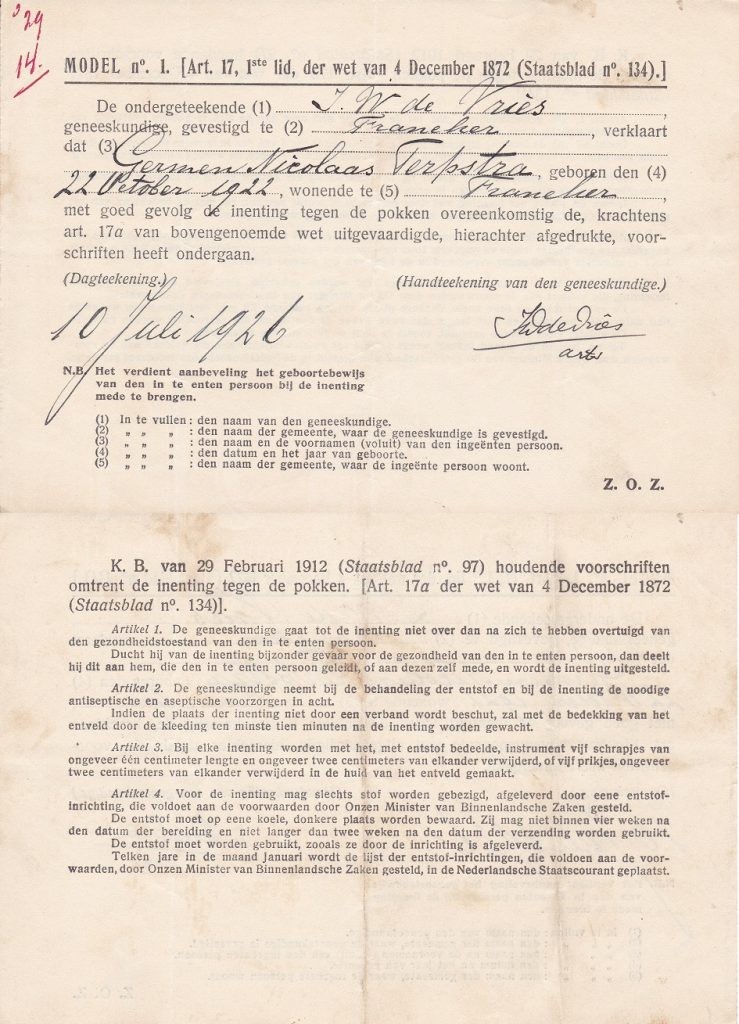 29
14.
MODEL nº. 1. [Art. 17, 1ste lid, der wet van 4 December 1872 (Staatsblad nº. 134).]
De ondergeteekende (1) J. W. de Vries,
geneeskundige, gevestigd te (2) Franeker, verklaart
dat (3)
Germen Nicolaas Terpstra, geboren den (4)
22 October 1922, wonende te (5) Franeker,
met goed gevolg de inenting tegen de pokken overeenkomstig de, krachtens
art. 17a van bovengenoemde wet uitgevaardigde, hierachter afgedrukte, voor-
schriften heeft ondergaan.
(Dagteekening.) (Handteekening van den geneeskundige.)
10 Juli 1926 JWdeVries
arts
N.B. Het verdient aanbeveling het geboortebewijs
van den in te enten persoon bij de inenting
mede te brengen.
(1) In te vullen : den naam van den geneeskundige.
(2) „ „ „ : den naam der gemeente, waar de geneeskundige is gevestigd.
(3) „ „ „ : den naam en de voornamen (voluit) van den ingeënten persoon.
(4) „ „ „ : den datum en het jaar van geboorte.
(5) „ „ „ : den naam der gemeente, waar de ingeënte persoon woont.
Z. O. Z.
K. B. van 29 Februari 1912 (Staatsblad nº. 97) houdende voorschriften
omtrent de inenting tegen de pokken. [Art. 17a der wet van 4 December 1872
(Staatsblad nº. 134)].
Artikel 1. De geneeskundige gaat tot de inenting niet over dan na zich te hebben overtuigd van
den gezondheidstoestand van den in te enten persoon.
Ducht hij van de inenting bijzonder gevaar voor de gezondheid van den in te enten persoon, dan deelt
hij dit aan hem, die den in te enten persoon geleidt, of aan dezen zelf mede, en wordt de inenting uitgesteld.
Artikel 2. De geneeskundige neemt bij de behandeling der entstof en bij de inenting de noodige
antiseptische en aseptische voorzorgen in acht.
Indien de plaats der inenting niet door een verband wordt beschut, zal met de bedekking van het
entveld door de kleeding ten minste tien minuten na de inenting worden gewacht.
Artikel 3. Bij elke inenting worden met het, met entstof bedeelde, instrument vijf schrapjes van
ongeveer één centimeter lengte en ongeveer twee centimeters van elkander verwijderd, of vijf prikjes, ongeveer
twee centimeters van elkander verwijderd in de huid van het entveld gemaakt.
Artikel 4. Voor de inenting mag slechts stof worden gebezigd, afgeleverd door eene entstof-
inrichting, die voldoet aan de voorwaarden door Onzen Minister van Binnenlandsche Zaken gesteld.
De entstof moet op eene koele, donkere plaats worden bewaard. Zij mag niet binnen vier weken na
den datum der bereiding en niet langer dan twee weken na den datum der verzending worden gebruikt.
De entstof moet worden gebruikt, zooals ze door de inrichting is afgeleverd.
Telken jare in de maand Januari wordt de lijst der entstof-inrichtingen, die voldoen aan de voor-
waarden, door Onzen Minister van Binnenlandsche Zaken gesteld, in de Nederlandsche Staatscourant geplaatst.